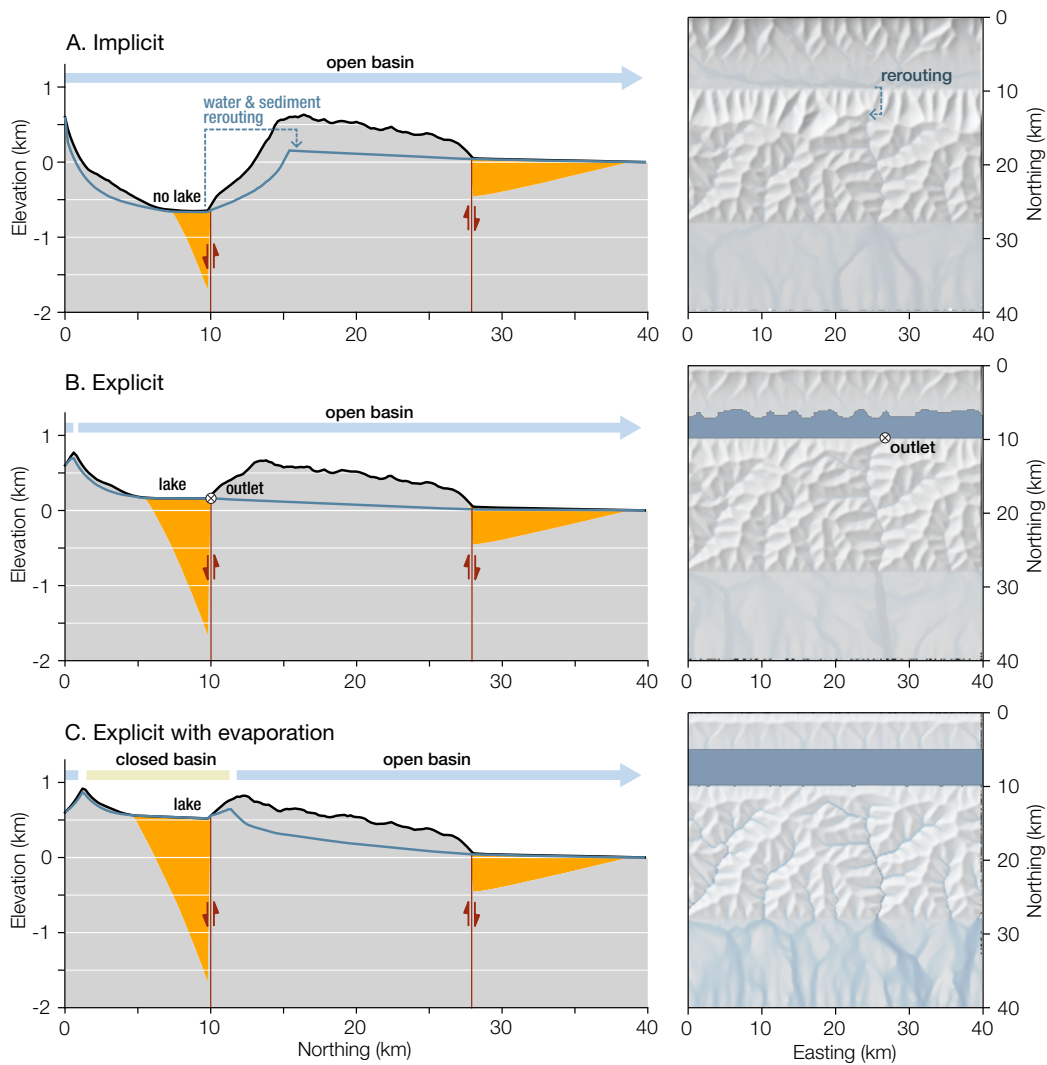 A. Implicit
open basin
water & sediment
rerouting
no lake
Elevation (km)
1
0
-1
-2
0
10
20
30
40
rerouting
0
10
20
30
40
Northing (km)
0
10
20
30
40
B. Explicit
open basin
lake
outlet
Elevation (km)
1
0
-1
-2
0
10
20
30
40
outlet
0
10
20
30
40
Northing (km)
0
10
20
30
40
C. Explicit with evaporation
closed basin
open basin
lake
Elevation (km)
1
0
-1
-2
0
10
20
30
40
Northing (km)
0
10
20
30
40
Northing (km)
0
10
20
30
40
Easting (km)